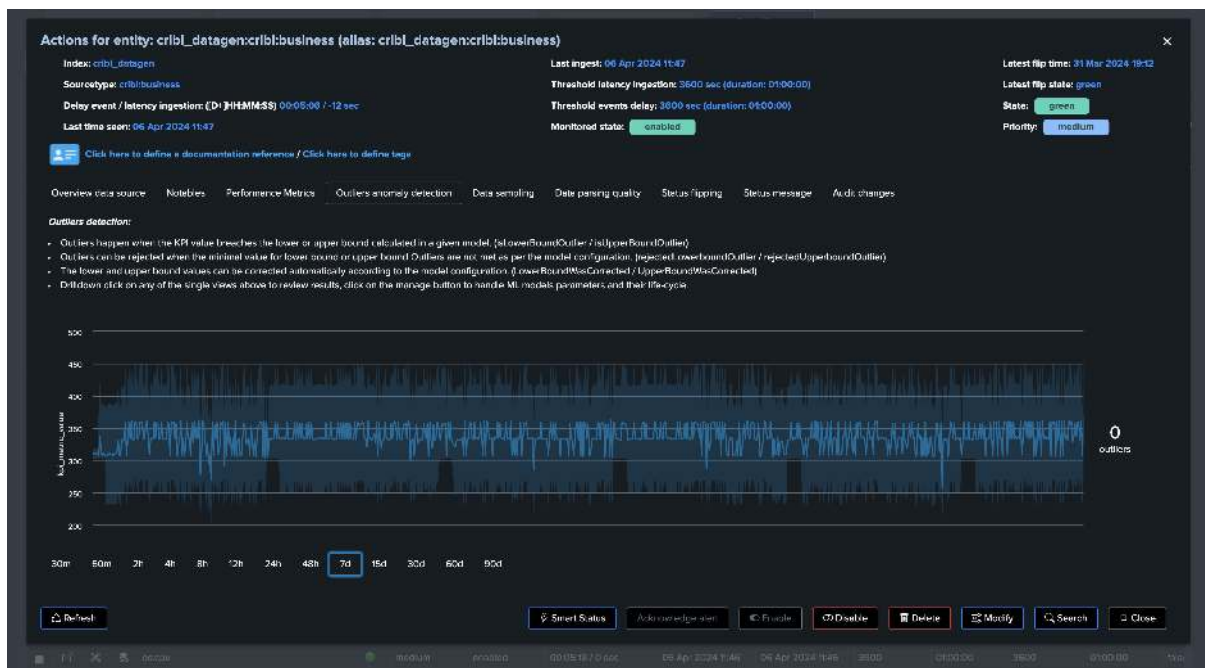 Actions for entity: cribl_datagen:cribl:business (alias: cribl_datagen:cribl:business)
Index: cribl_datagen
Last ingest: 06 Apr 2024 11:47
Latest flip time: 31 Mar 2024 19:12
Sourcetype: cribl:business
Threshold latency ingestion: 3600 sec (duration: 01:00:00)
Latest flip state: green
Delay event / latency ingestion: ([D+]HH:MM:SS) 00:05:08 / -12 sec
Threshold events delay: 3600 sec (duration: 01:00:00)
State: green
Last time seen: 06 Apr 2024 11:47
Monitored state: enabled
Priority: medium
Click here to define a documentation reference / Click here to define tags
Overview data source Notables Performance Metrics Outliers anomaly detection Data sampling Data parsing quality Status flipping Status message Audit changes
Outliers detection:
• Outliers happen when the KPI value breaches the lower or upper bound calculated in a given model. (isLowerBoundOutlier / isUpperBoundOutlier)
• Outliers can be rejected when the minimal value for lower bound or upper bound Outliers are not met as per the model configuration. (rejectedLowerboundOutlier / rejectedUpperboundOutlier)
• The lower and upper bound values can be corrected automatically according to the model configuration. (LowerBoundWasCorrected / UpperBoundWasCorrected)
• Drilldown click on any of the single views above to review results, click on the manage button to handle ML models parameters and their life-cycle
500
450
400
350
300
250
200
kpi_metric_value
0
outliers
30m 60m 2h 4h 8h 12h 24h 48h 7d 15d 30d 60d 90d
Refresh
Smart Status Acknowledge alert Enable Disable Delete Modify Search Close
medium enabled 06 Apr 2024 11:46 06 Apr 2024 11:46 3600 01:00:00 3600 01:00:00